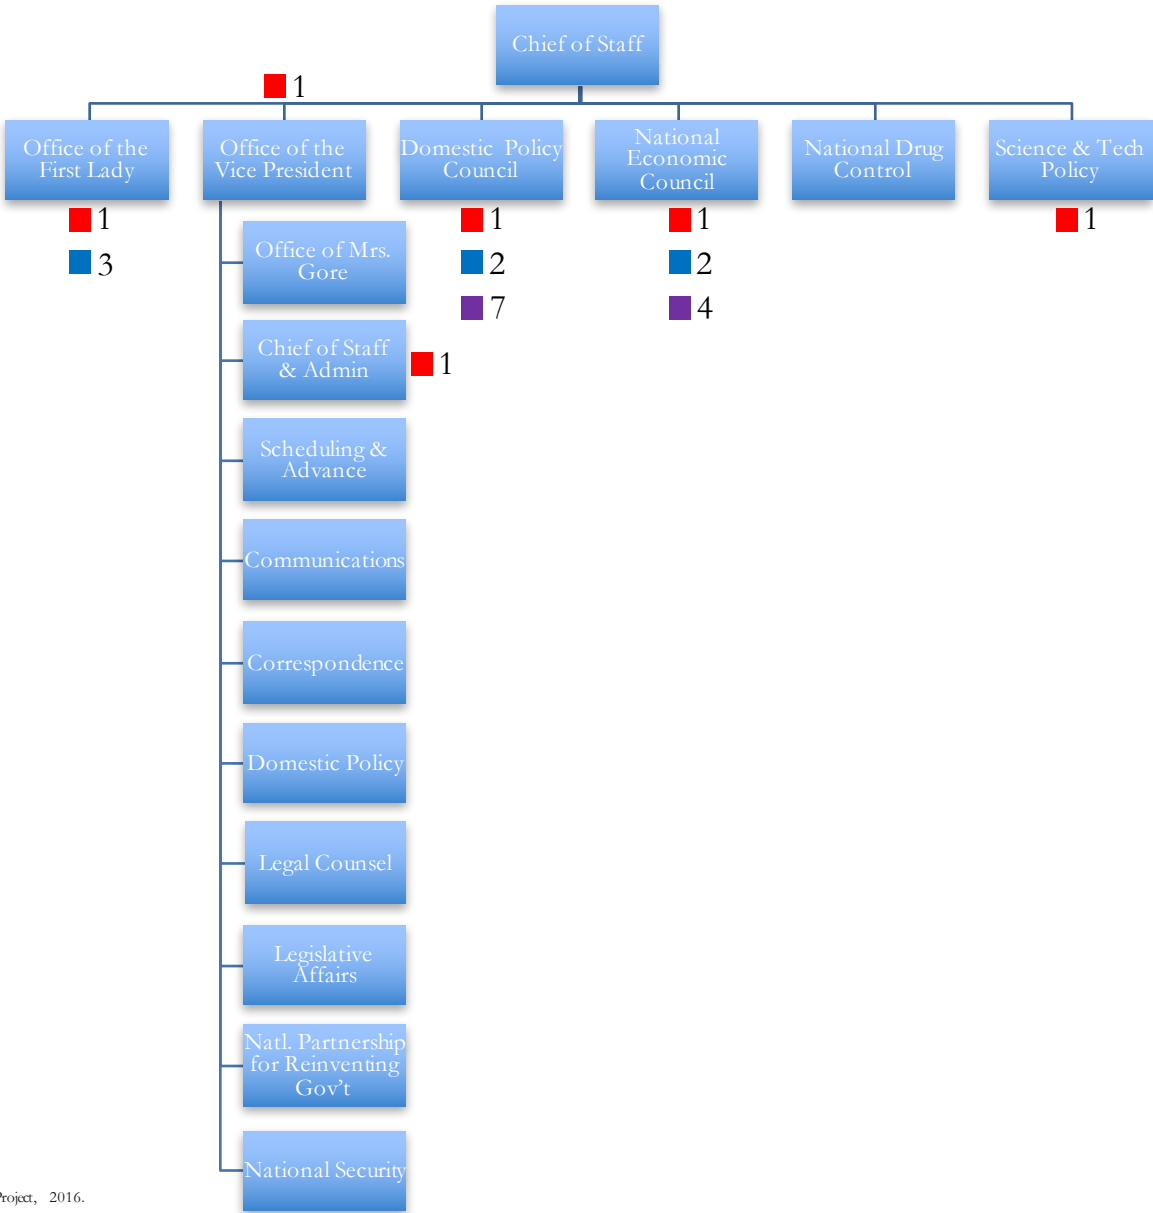 Chief of Staff
1
Office of the
First Lady
Office of the
Vice President
Domestic Policy
Council
National
Economic
Council
National Drug
Control
Science & Tech
Policy
1
3
1
2
7
1
2
4
1
Office of Mrs.
Gore
Chief of Staff
& Admin
1
Scheduling &
Advance
Communications
Correspondence
Domestic Policy
Legal Counsel
Legislative
Affairs
Natl. Partnership
for Reinventing
Gov't
National Security
Project, 2016.